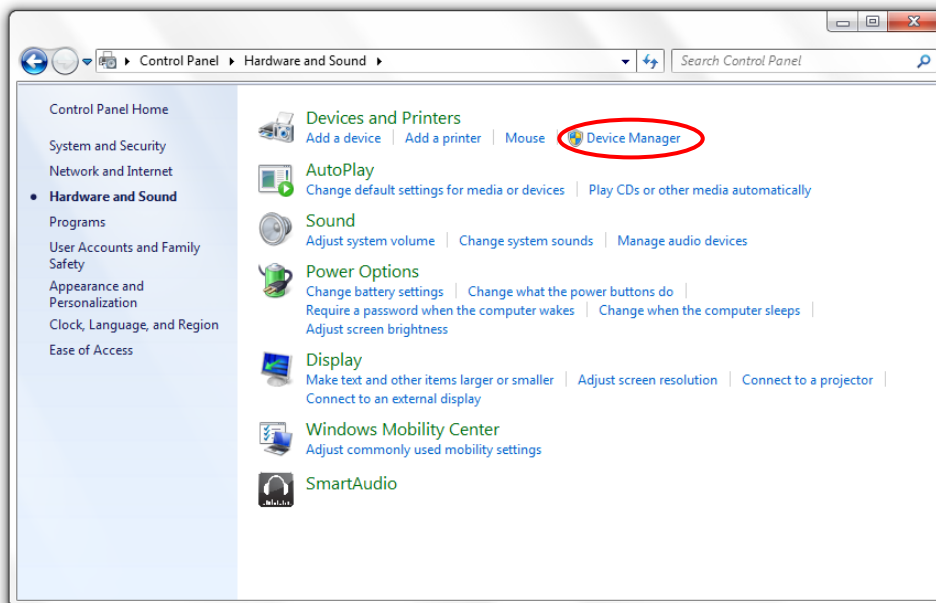 Control Panel Hardware and Sound Search Control Panel
Control Panel Home
System and Security
Network and Internet
Hardware and Sound
Programs
User Accounts and Family
Safety
Appearance and
Personalization
Clock, Language, and Region
Ease of Access
Devices and Printers
Add a device Add a printer Mouse Device Manager
AutoPlay
Change default settings for media or devices Play CDs or other media automatically
Sound
Adjust system volume Change system sounds Manage audio devices
Power Options
Change battery settings Change what the power buttons do
Require a password when the computer wakes Change when the computer sleeps
Adjust screen brightness
Display
Make text and other items larger or smaller Adjust screen resolution Connect to a projector
Connect to an external display
Windows Mobility Center
Adjust commonly used mobility settings
SmartAudio